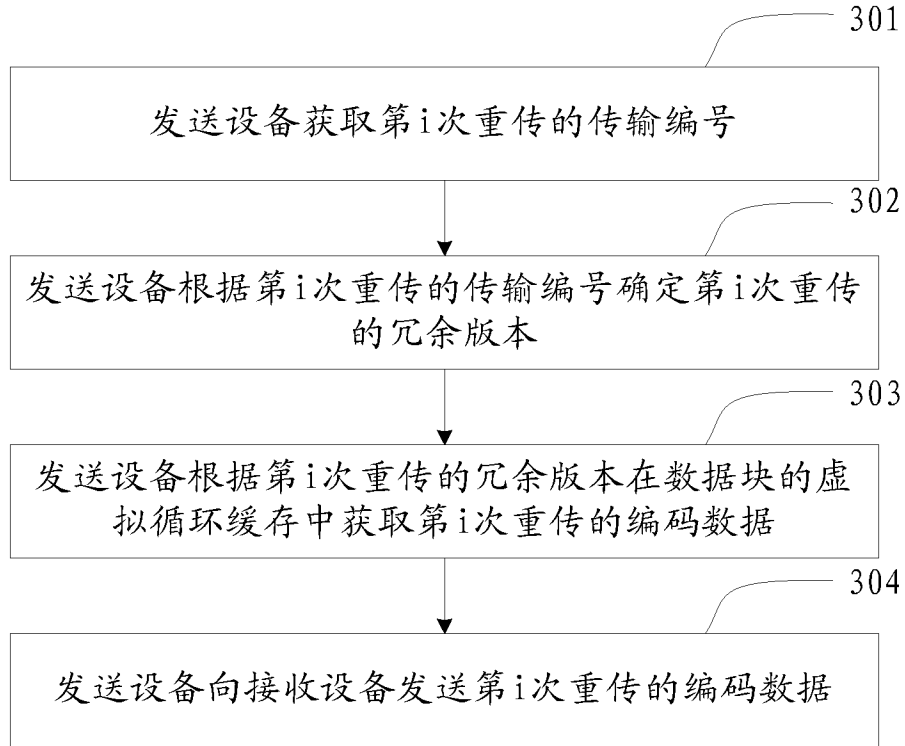 301
发送设备获取第i次重传的传输编号
302
发送设备根据第i次重传的传输编号确定第i次重传
的冗余版本
303
发送设备根据第i次重传的冗余版本在数据块的虚
拟循环缓存中获取第i次重传的编码数据
304
发送设备向接收设备发送第i次重传的编码数据